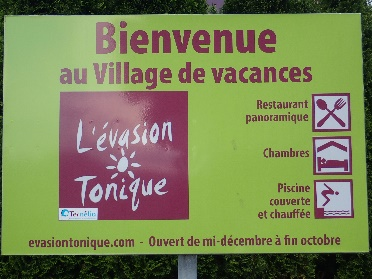 Bienvenue
au Village de vacances
L'évasion
Tonique
Restaurant
panoramique
Chambres
Piscine
couverte
et chauffée
evasiontonique.com - Ouvert de mi-décembre à fin octobre